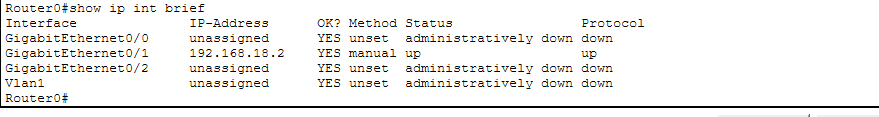 Router0#show ip int brief
Interface              IP-Address      OK? Method Status                Protocol
GigabitEthernet0/0     unassigned      YES unset  administratively down down
GigabitEthernet0/1     192.168.18.2    YES manual up                    up
GigabitEthernet0/2     unassigned      YES unset  administratively down down
Vlan1                  unassigned      YES unset  administratively down down
Router0#